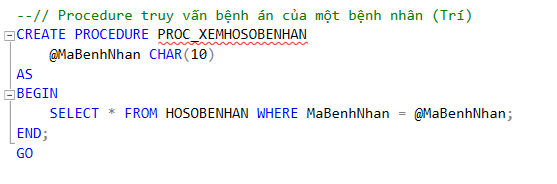 --// Procedure truy vấn bệnh án của một bệnh nhân (Trí)
CREATE PROCEDURE PROC_XEMHOSOBENHAN
@MaBenhNhan CHAR(10)
AS
BEGIN
SELECT * FROM HOSOBENHAN WHERE MaBenhNhan = @MaBenhNhan;
END;
GO